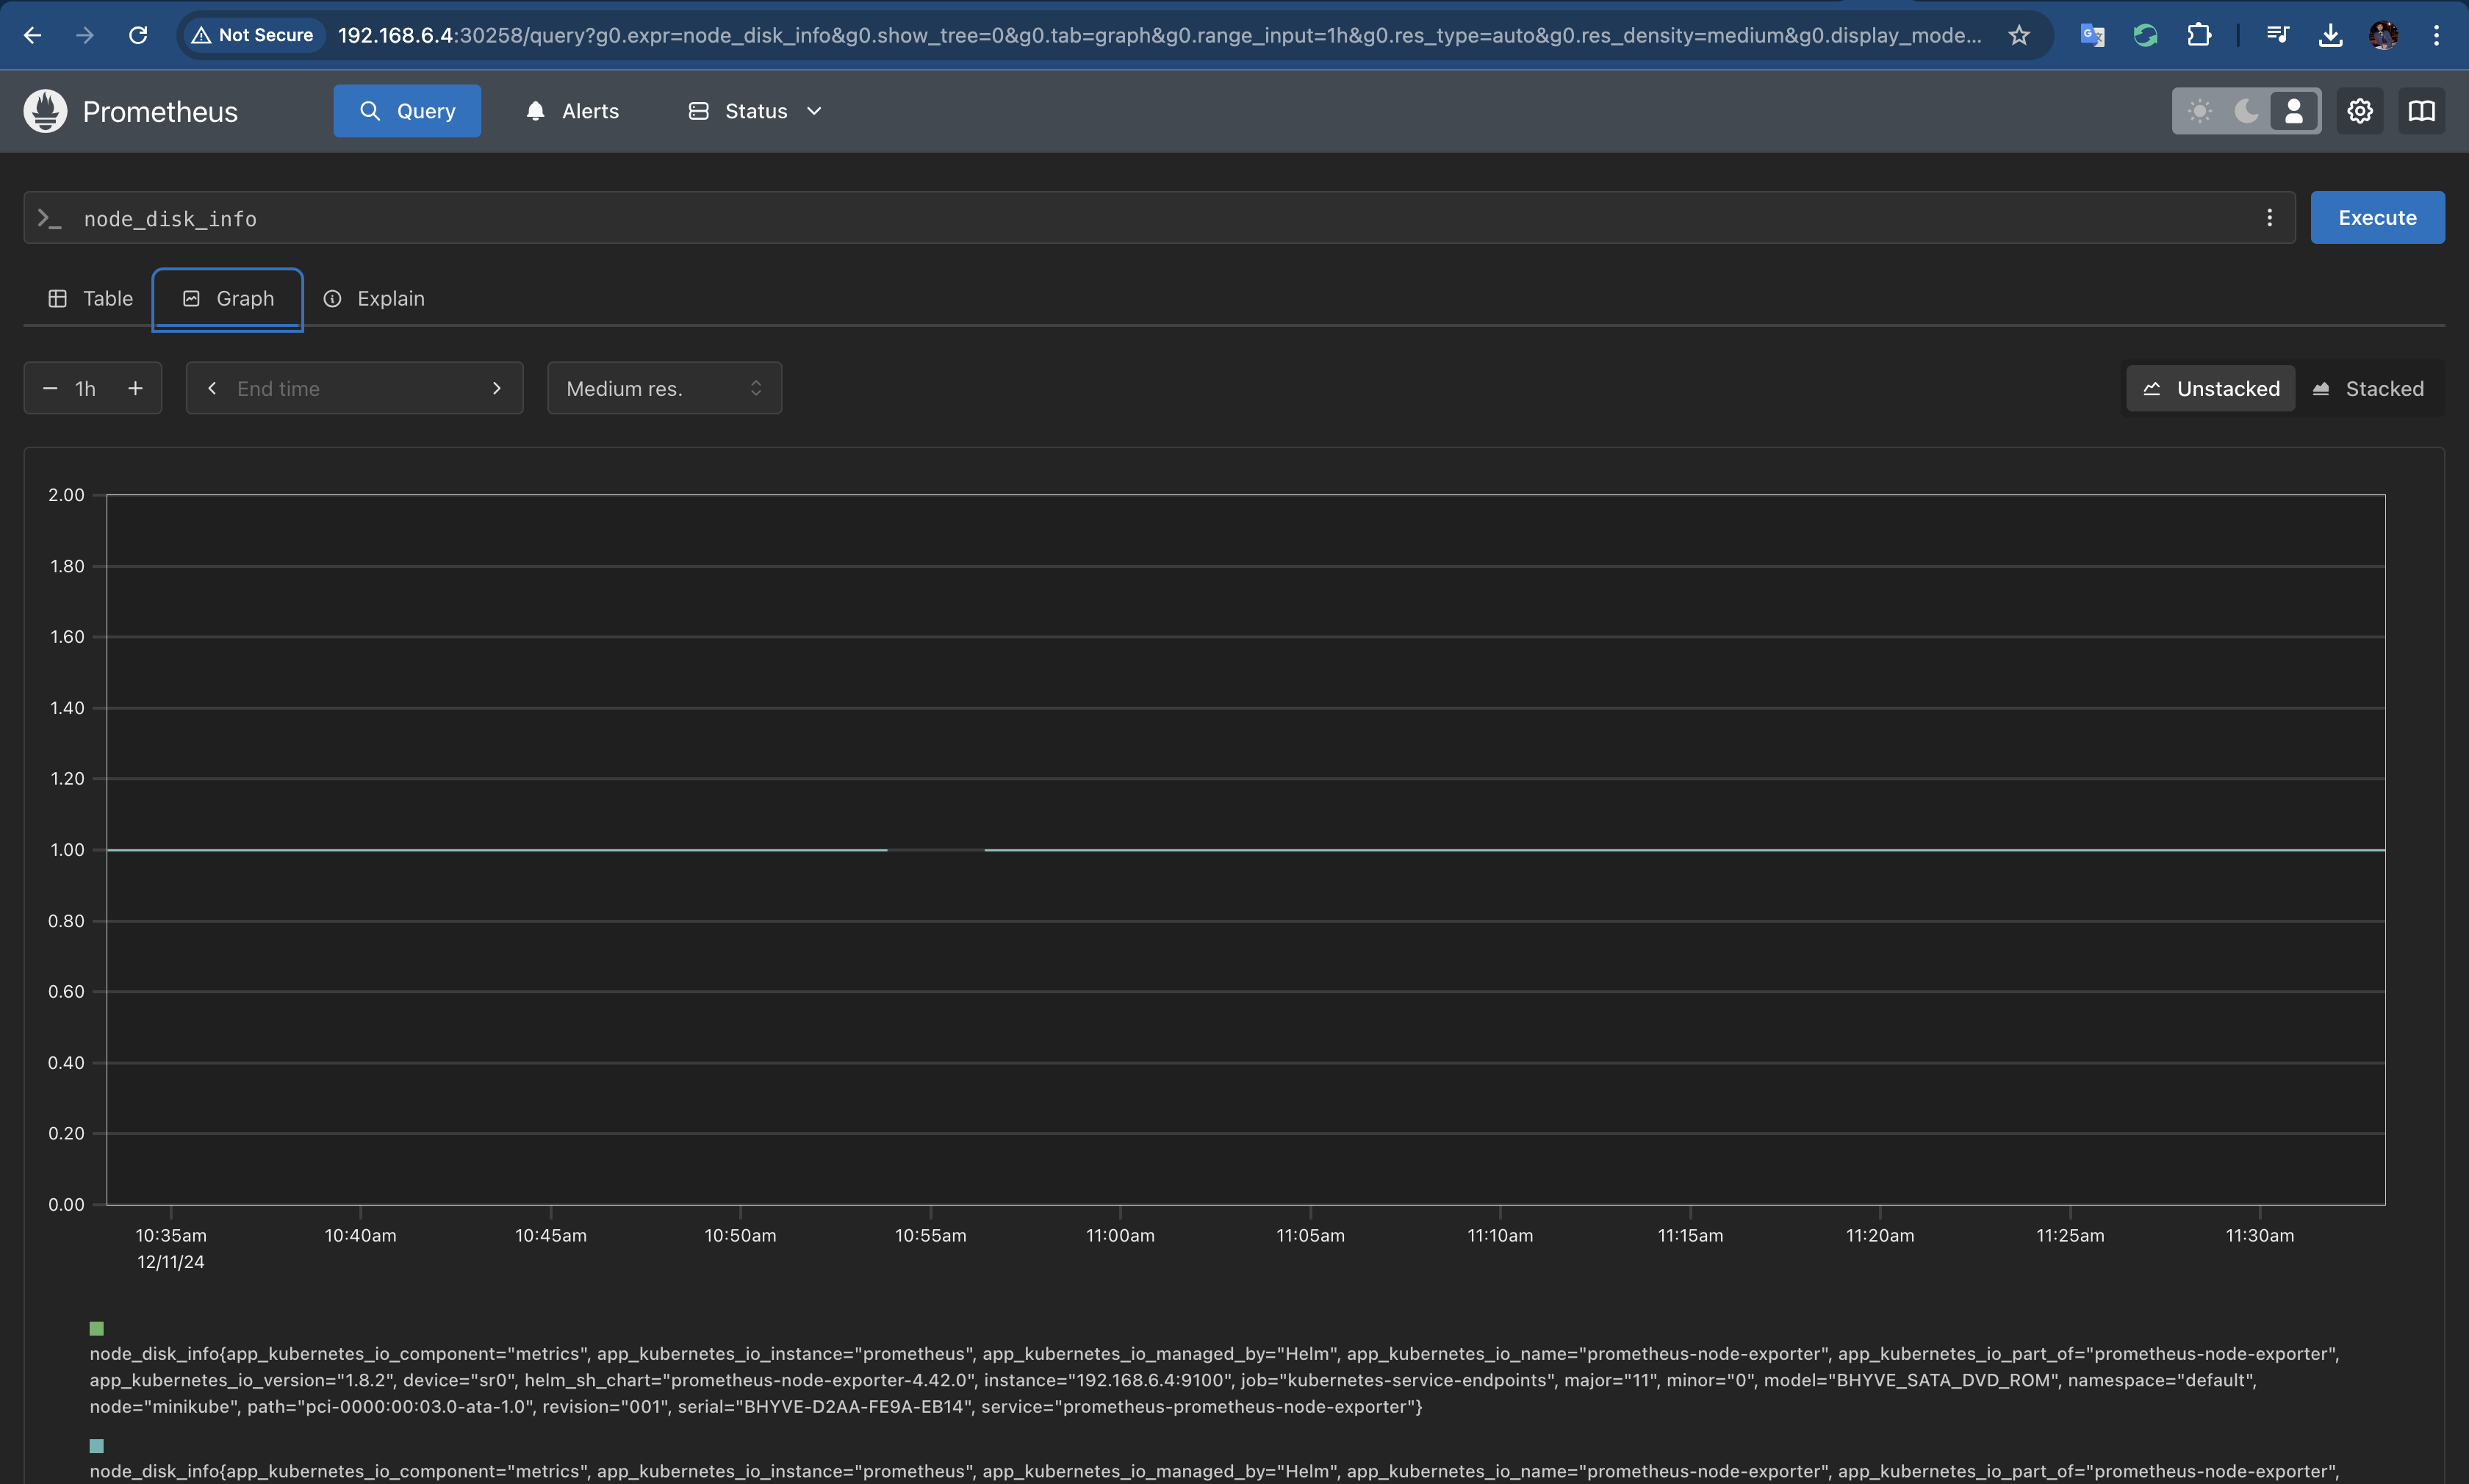 Not Secure 192.168.6.4:30258/query?g0.expr=node_disk_info&g0.show_tree=0&g0.tab=graph&g0.range_input=1h&g0.res_type=auto&g0.res_density=medium&g0.display_mode...
Prometheus Query Alerts Status
node_disk_info Execute
Table Graph Explain
1h End time Medium res. Unstacked Stacked
2.00
1.80
1.60
1.40
1.20
1.00
0.80
0.60
0.40
0.20
0.00
10:35am 10:40am 10:45am 10:50am 10:55am 11:00am 11:05am 11:10am 11:15am 11:20am 11:25am 11:30am
12/11/24
node_disk_info{app_kubernetes_io_component="metrics", app_kubernetes_io_instance="prometheus", app_kubernetes_io_managed_by="Helm", app_kubernetes_io_name="prometheus-node-exporter", app_kubernetes_io_part_of="prometheus-node-exporter",
app_kubernetes_io_version="1.8.2", device="sr0", helm_sh_chart="prometheus-node-exporter-4.42.0", instance="192.168.6.4:9100", job="kubernetes-service-endpoints", major="11", minor="0", model="BHYVE_SATA_DVD_ROM", namespace="default",
node="minikube", path="pci-0000:00:03.0-ata-1.0", revision="001", serial="BHYVE-D2AA-FE9A-EB14", service="prometheus-prometheus-node-exporter"}
node_disk_info{app_kubernetes_io_component="metrics", app_kubernetes_io_instance="prometheus", app_kubernetes_io_managed_by="Helm", app_kubernetes_io_name="prometheus-node-exporter", app_kubernetes_io_part_of="prometheus-node-exporter",